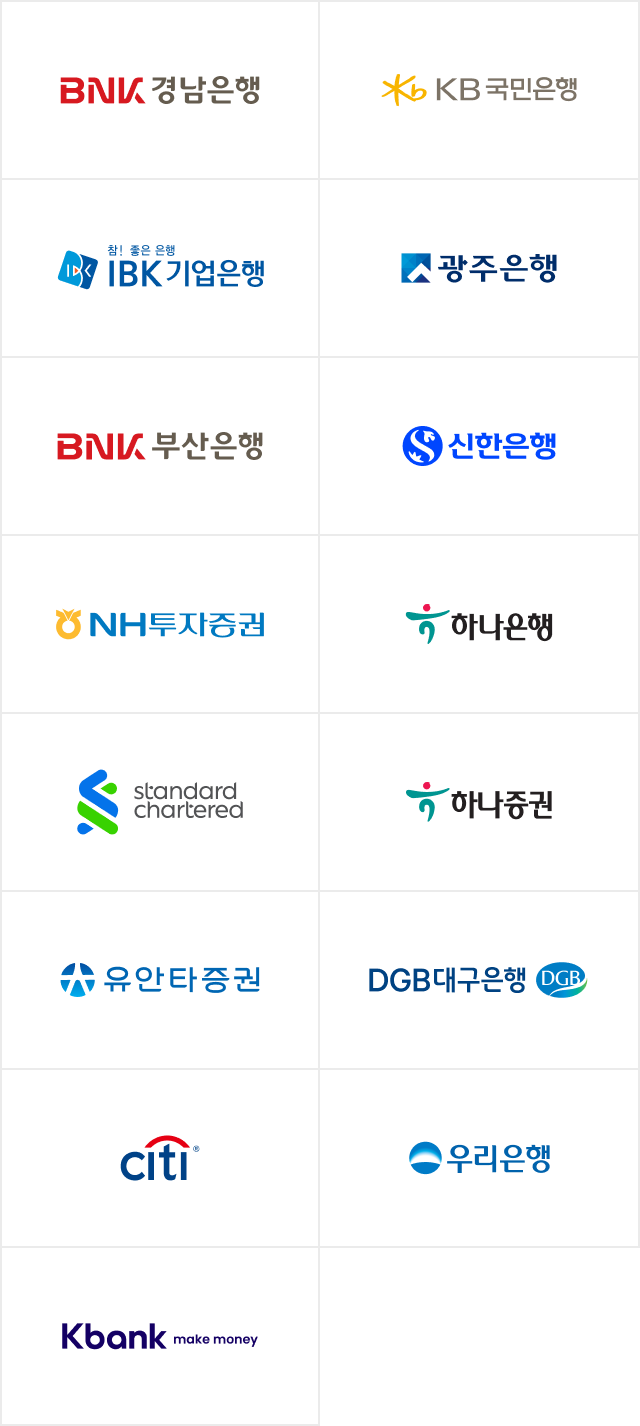 BNK 경남은행
Kb KB 국민은행
참! 좋은 은행
IBK IBK기업은행
광주은행
BNK 부산은행
신한은행
NH투자증권
하나은행
standard
chartered
하나증권
유안타증권
DGB대구은행 DGB
citi®
우리은행
Kbank make money